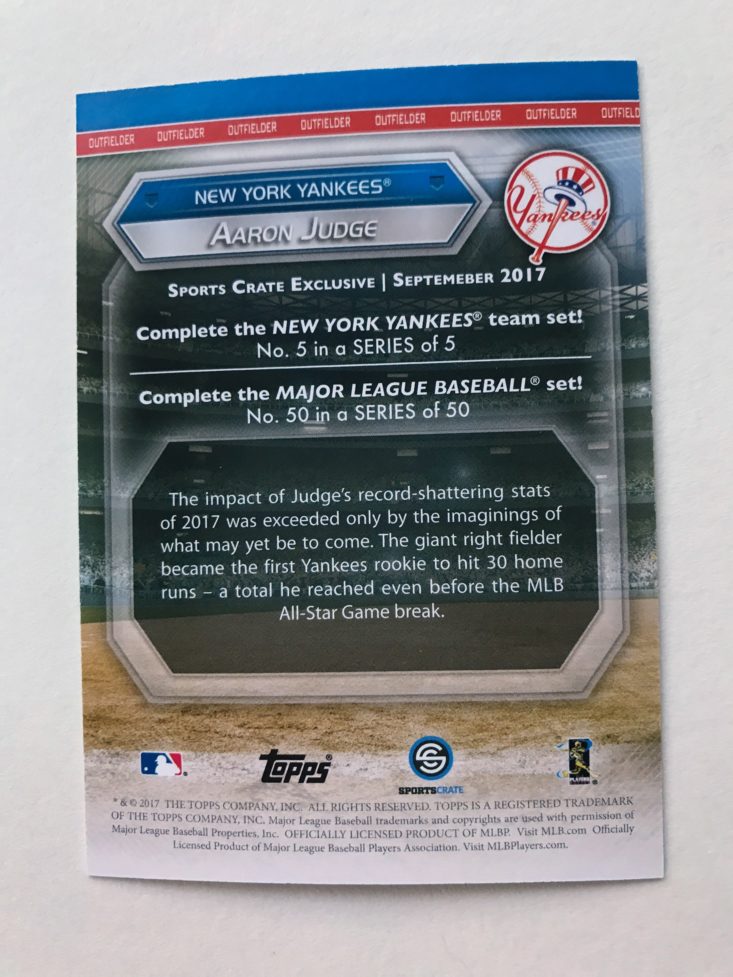 OUTFIELDER OUTFIELDER OUTFIELDER OUTFIELDER OUTFIELDER OUTFIELDER OUTFIELDER OUTFIELD
NEW YORK YANKEES®
AARON JUDGE
Yankees
SPORTS CRATE EXCLUSIVE | SEPTEMEBER 2017
Complete the NEW YORK YANKEES® team set!
No. 5 in a SERIES of 5
Complete the MAJOR LEAGUE BASEBALL® set!
No. 50 in a SERIES of 50
The impact of Judge's record-shattering stats
of 2017 was exceeded only by the imaginings of
what may yet be to come. The giant right fielder
became the first Yankees rookie to hit 30 home
runs – a total he reached even before the MLB
All-Star Game break.
Topps®
SPORTSCRATE
PLAYERS
* & © 2017 THE TOPPS COMPANY, INC. ALL RIGHTS RESERVED. TOPPS IS A REGISTERED TRADEMARK
OF THE TOPPS COMPANY, INC. Major League Baseball trademarks and copyrights are used with permission of
Major League Baseball Properties, Inc. OFFICIALLY LICENSED PRODUCT OF MLBP. Visit MLB.com Officially
Licensed Product of Major League Baseball Players Association. Visit MLBPlayers.com.